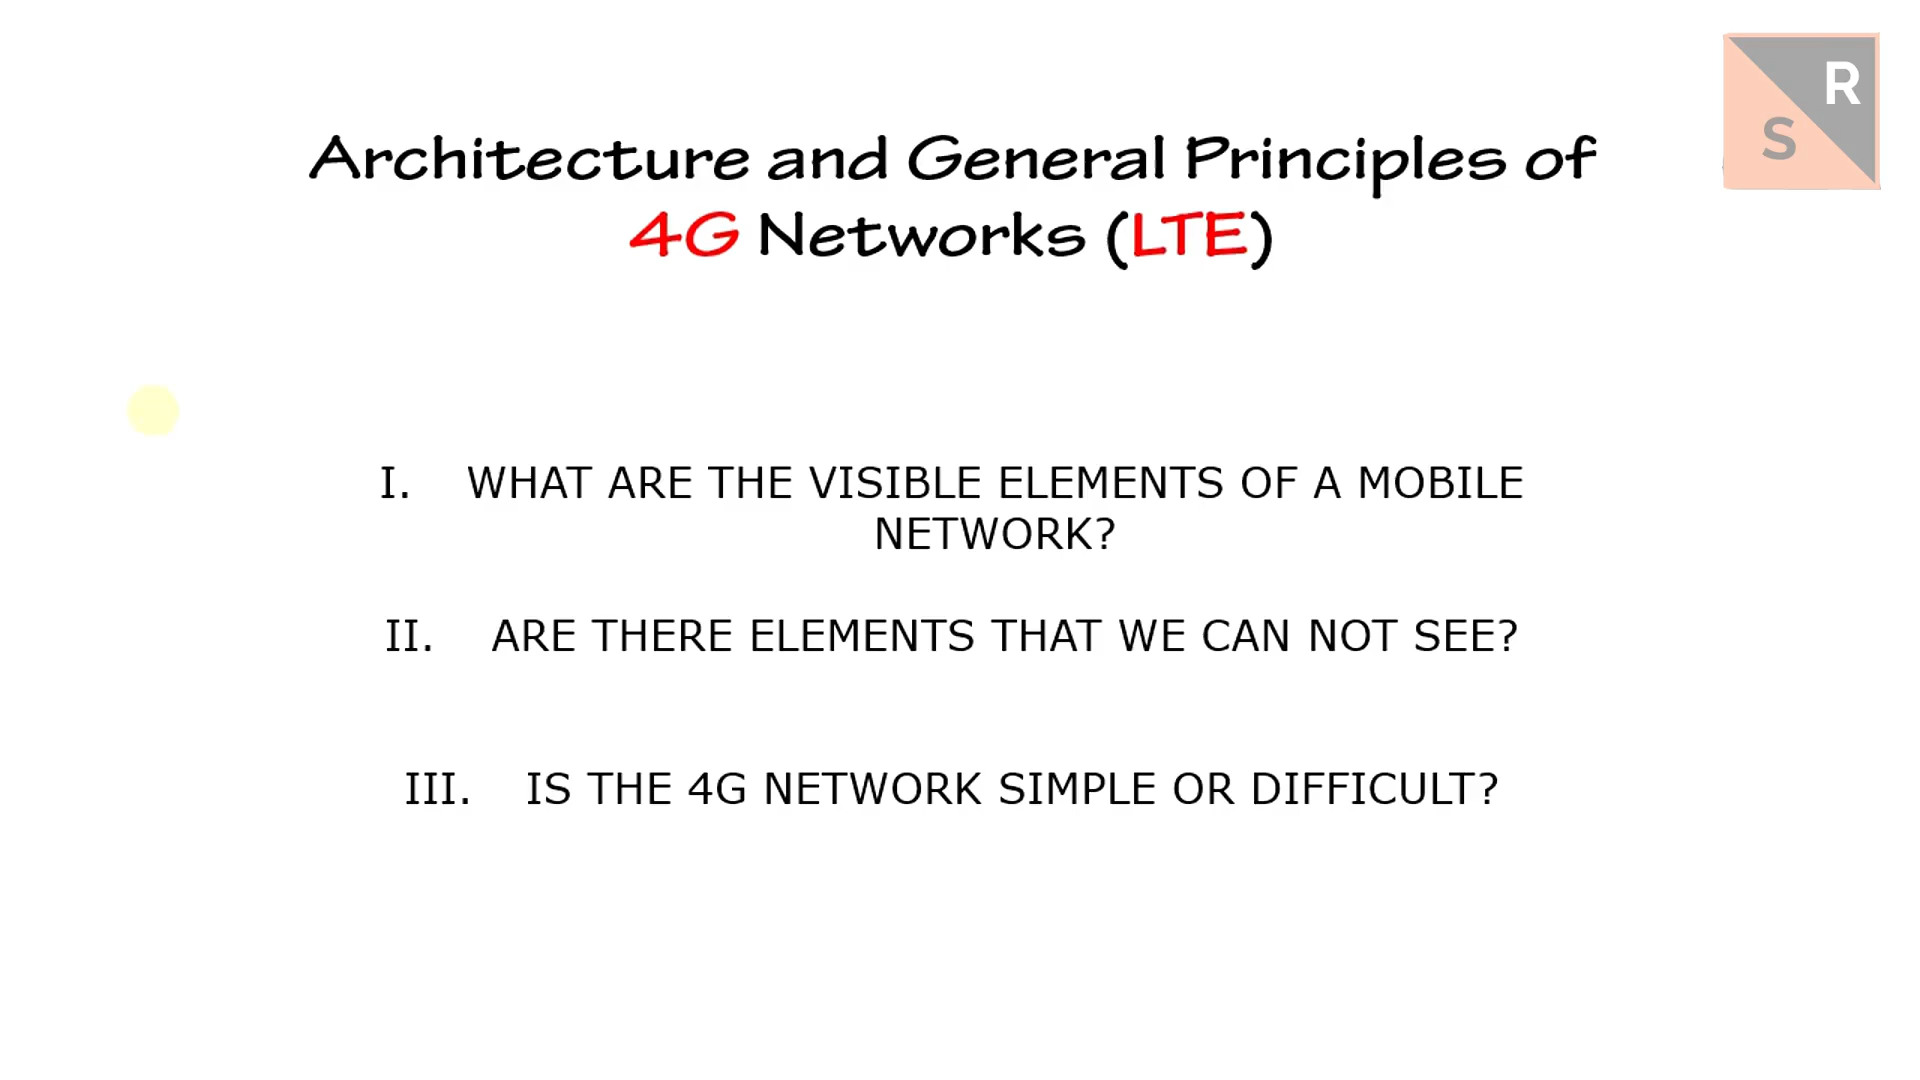 R
S
Architecture and General Principles of
4G Networks (LTE)
I. WHAT ARE THE VISIBLE ELEMENTS OF A MOBILE
NETWORK?
II. ARE THERE ELEMENTS THAT WE CAN NOT SEE?
III. IS THE 4G NETWORK SIMPLE OR DIFFICULT?